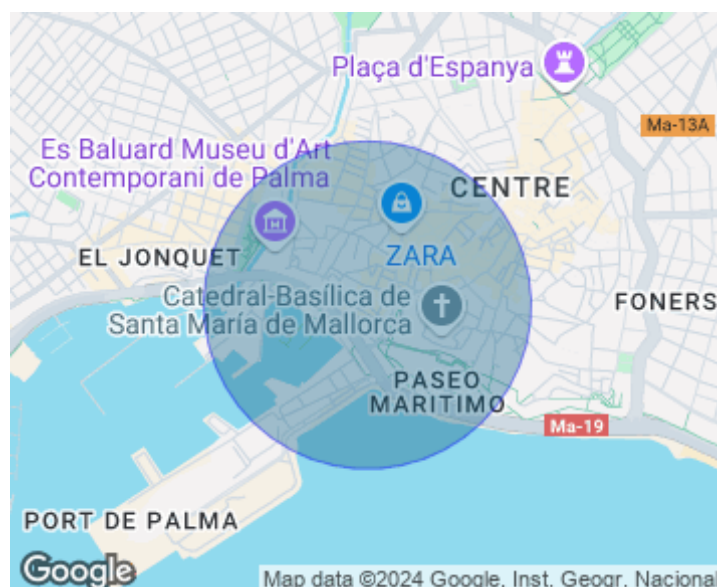 Plaça d'Espanya
Ma-13A
Es Baluard Museu d'Art
Contemporani de Palma
CENTRE
EL JONQUET
ZARA
Catedral-Basílica de
Santa María de Mallorca
FONERS
PASEO
MARITIMO
Ma-19
PORT DE PALMA
Google
Map data ©2024 Google, Inst. Geogr. Nacional